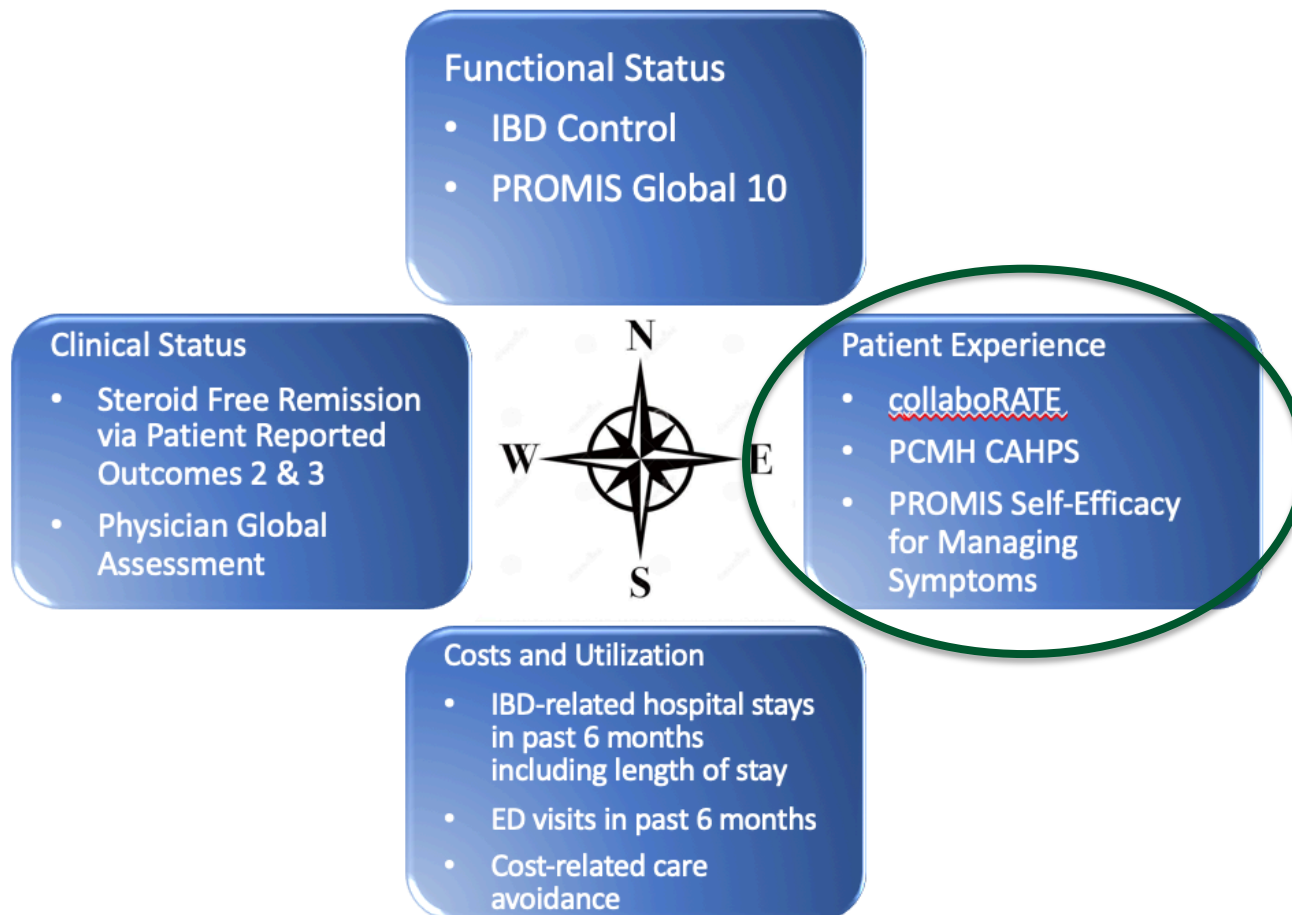 Functional Status
• IBD Control
• PROMIS Global 10
Clinical Status
• Steroid Free Remission
via Patient Reported
Outcomes 2 & 3
• Physician Global
Assessment
N
W
E
S
Patient Experience
• collaboRATE
• PCMH CAHPS
• PROMIS Self-Efficacy
for Managing
Symptoms
Costs and Utilization
• IBD-related hospital stays
in past 6 months
including length of stay
• ED visits in past 6 months
• Cost-related care
avoidance